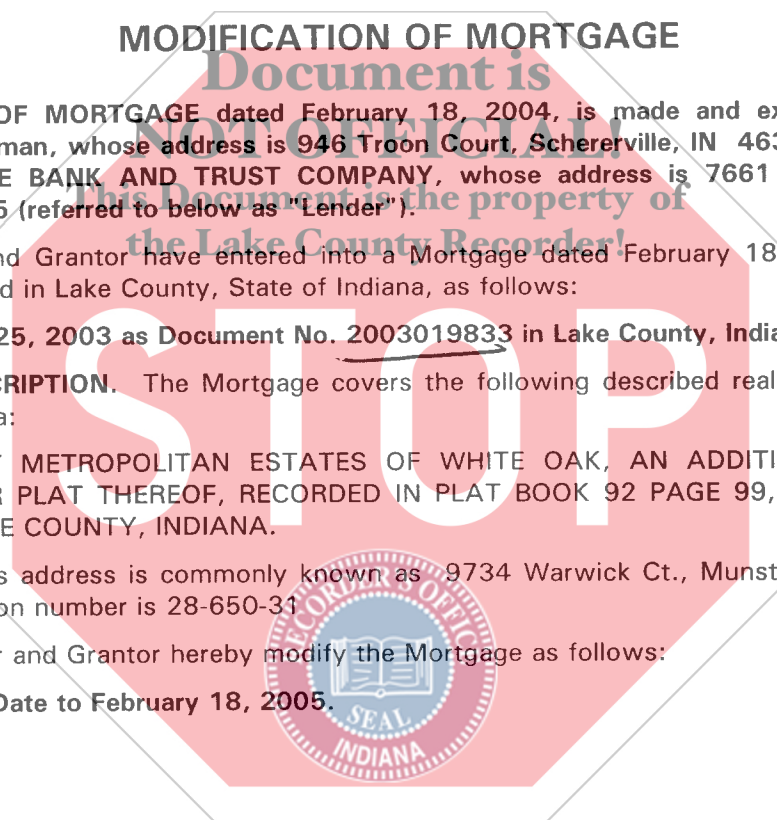 MODIFICATION OF MORTGAGE
Document is
OF MORTGAGE dated February 18, 2004, is made and ex
NOT OFFICIAL!
man, whose address is 946 Troon Court, Schererville, IN 463
E BANK AND TRUST COMPANY, whose address is 7661
This Document is the property of
5 (referred to below as "Lender").
the Lake County Recorder!
nd Grantor have entered into a Mortgage dated February 18
d in Lake County, State of Indiana, as follows:
25, 2003 as Document No. 2003019833 in Lake County, India
CRIPTION. The Mortgage covers the following described real
a:
STOP
METROPOLITAN ESTATES OF WHITE OAK, AN ADDITI
R PLAT THEREOF, RECORDED IN PLAT BOOK 92 PAGE 99,
E COUNTY, INDIANA.
s address is commonly known as 9734 Warwick Ct., Munst
on number is 28-650-31
r and Grantor hereby modify the Mortgage as follows:
Date to February 18, 2005.
RECORDER'S OFFICE
SEAL
INDIANA